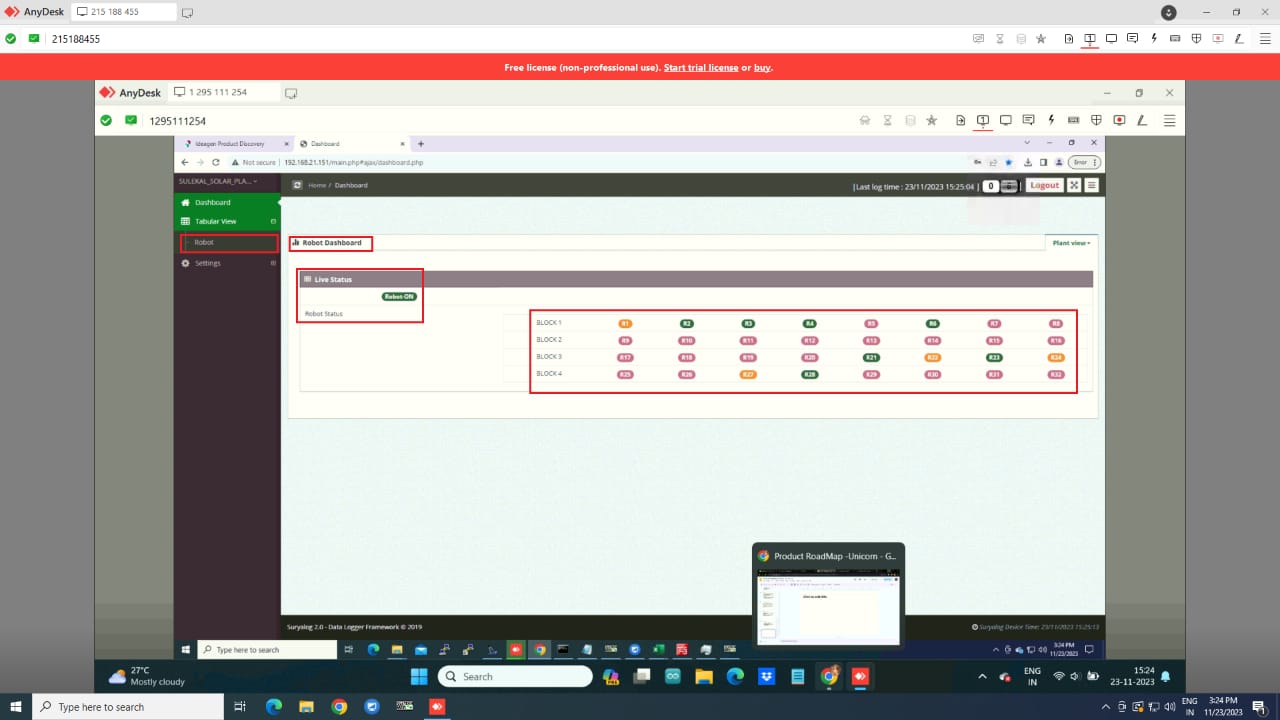 AnyDesk 215 188 455
215188455
Free license (non-professional use). Start trial license or buy.
AnyDesk 1 295 111 254
1295111254
Ideagen Product Discovery Dashboard
Not secure 192.168.21.151/main.php#ajax/dashboard.php Error
SULEKAL_SOLAR_PLA...
Home / Dashboard |Last log time : 23/11/2023 15:25:04 | 0 Logout
Dashboard
Tabular View
Robot
Settings
Robot Dashboard Plant view
Live Status
Robot ON
Robot Status
BLOCK 1 R1 R2 R3 R4 R5 R6 R7 R8
BLOCK 2 R9 R10 R11 R12 R13 R14 R15 R16
BLOCK 3 R17 R18 R19 R20 R21 R22 R23 R24
BLOCK 4 R25 R26 R27 R28 R29 R30 R31 R32
Product RoadMap -Unicorn - G...
Suryalog 2.0 - Data Logger Framework © 2019 Suryalog Device Time: 23/11/2023 15:25:13
Type here to search 3:24 PM
11/23/2023
27°C
Mostly cloudy
Search
ENG
IN
15:24
23-11-2023
Type here to search
ENG
IN
3:24 PM
11/23/2023